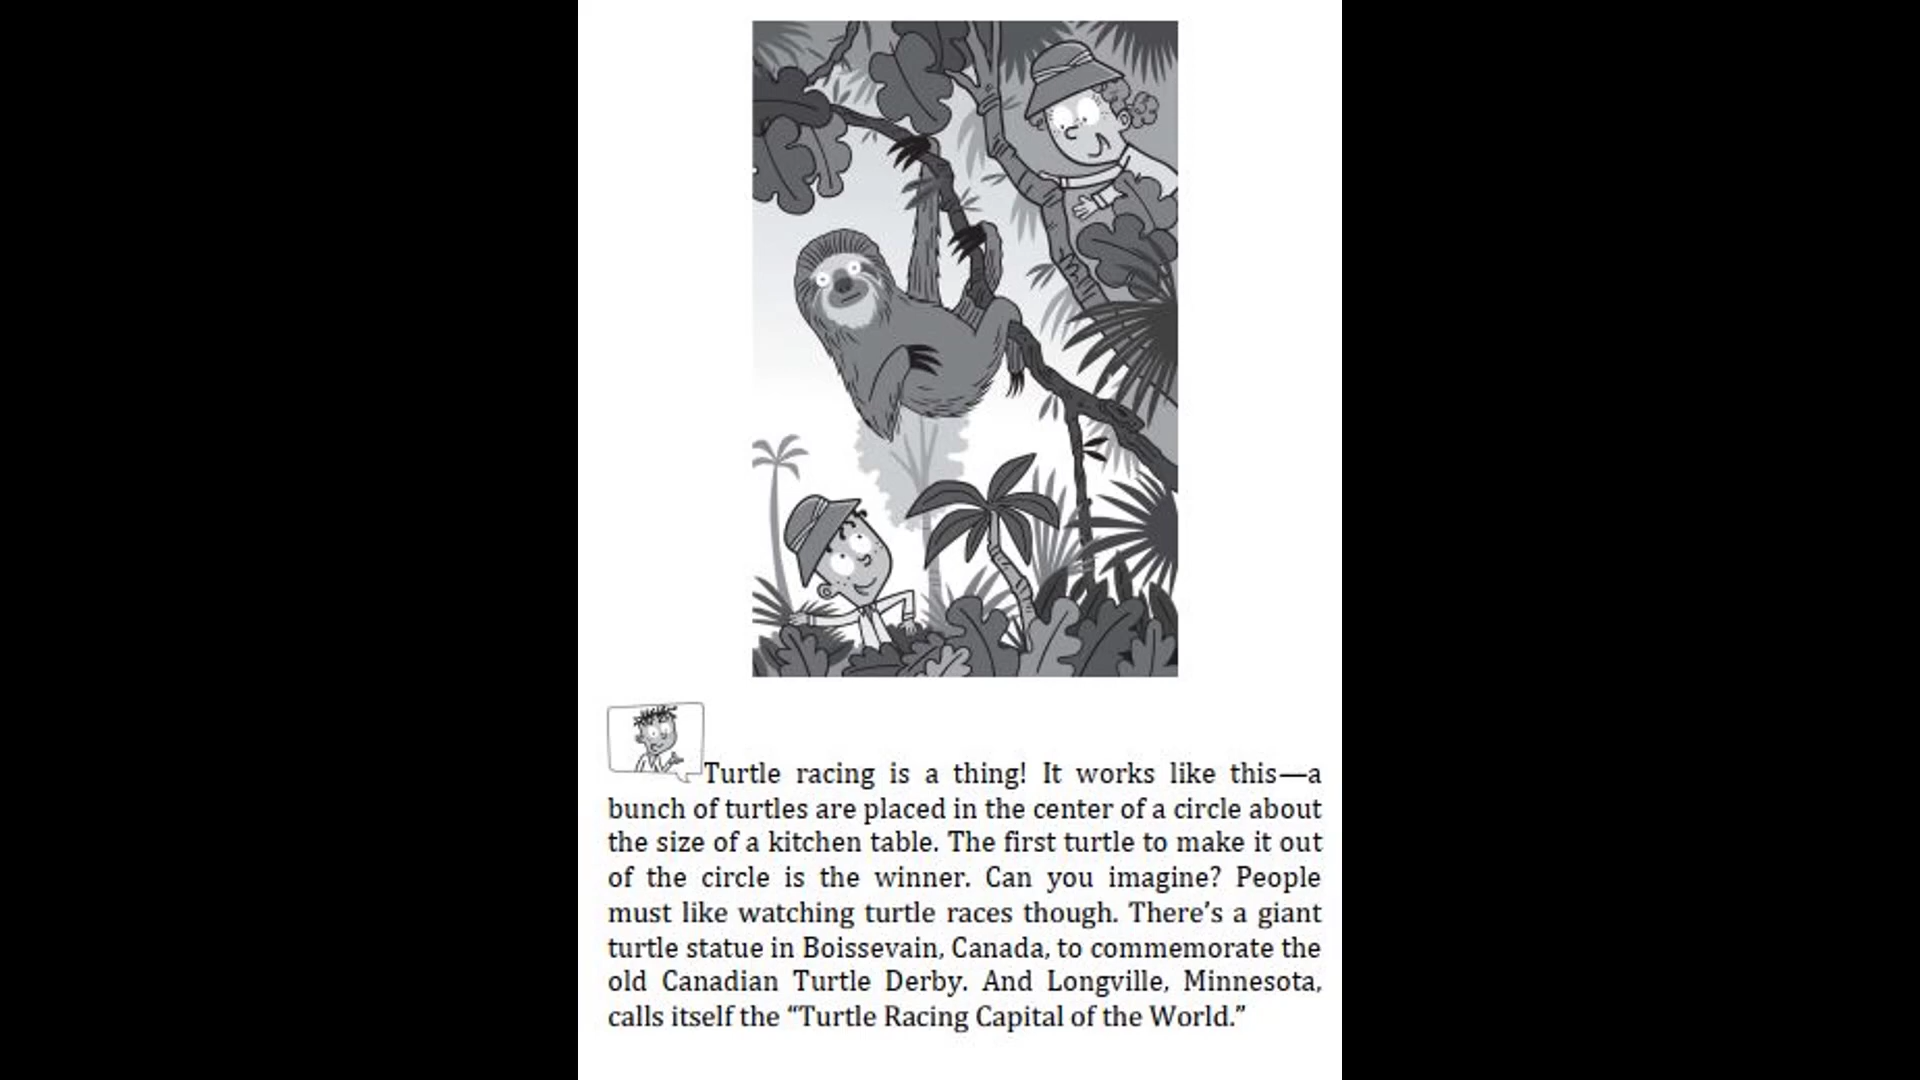 Turtle racing is a thing! It works like this—a
bunch of turtles are placed in the center of a circle about
the size of a kitchen table. The first turtle to make it out
of the circle is the winner. Can you imagine? People
must like watching turtle races though. There’s a giant
turtle statue in Boissevain, Canada, to commemorate the
old Canadian Turtle Derby. And Longville, Minnesota,
calls itself the “Turtle Racing Capital of the World.”